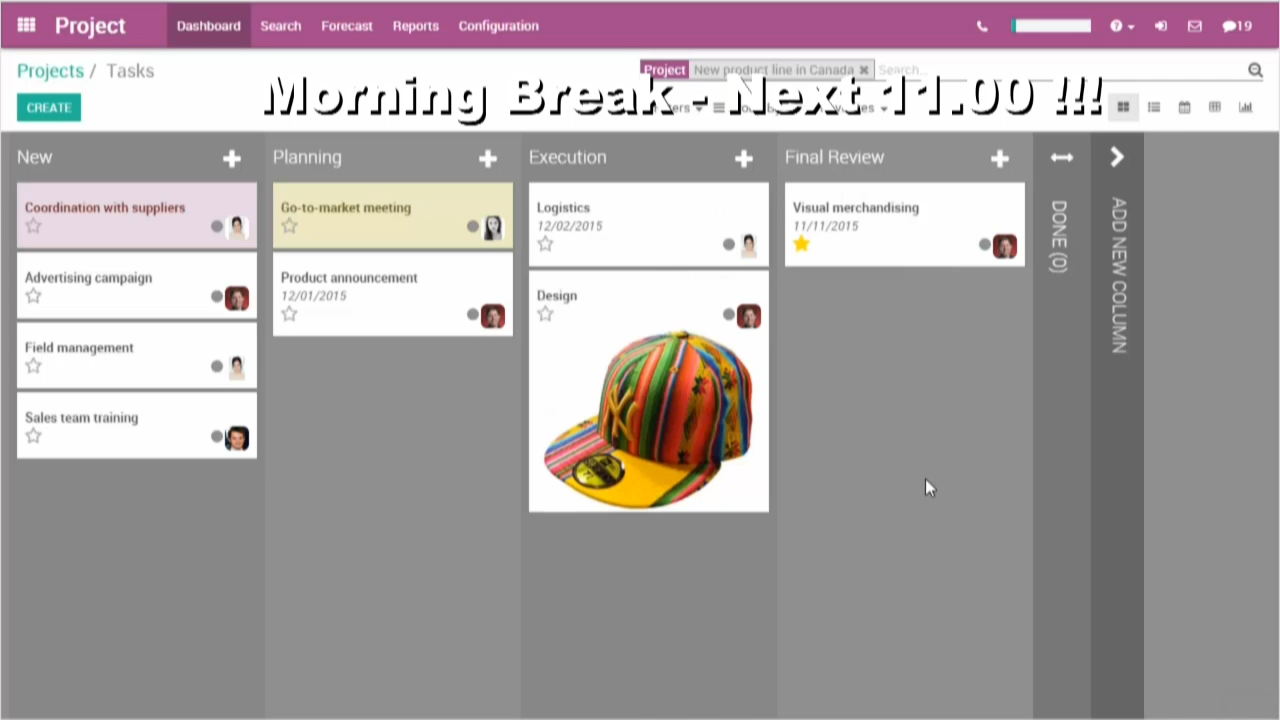 Project
Dashboard
Search
Forecast
Reports
Configuration
19
Projects / Tasks
Project
New product line in Canada
Search...
Morning Break - Next 11.00 !!!
CREATE
New
Planning
Execution
Final Review
Coordination with suppliers
Advertising campaign
Field management
Sales team training
Go-to-market meeting
Product announcement
12/01/2015
Logistics
12/02/2015
Design
Visual merchandising
11/11/2015
DONE (0)
ADD NEW COLUMN